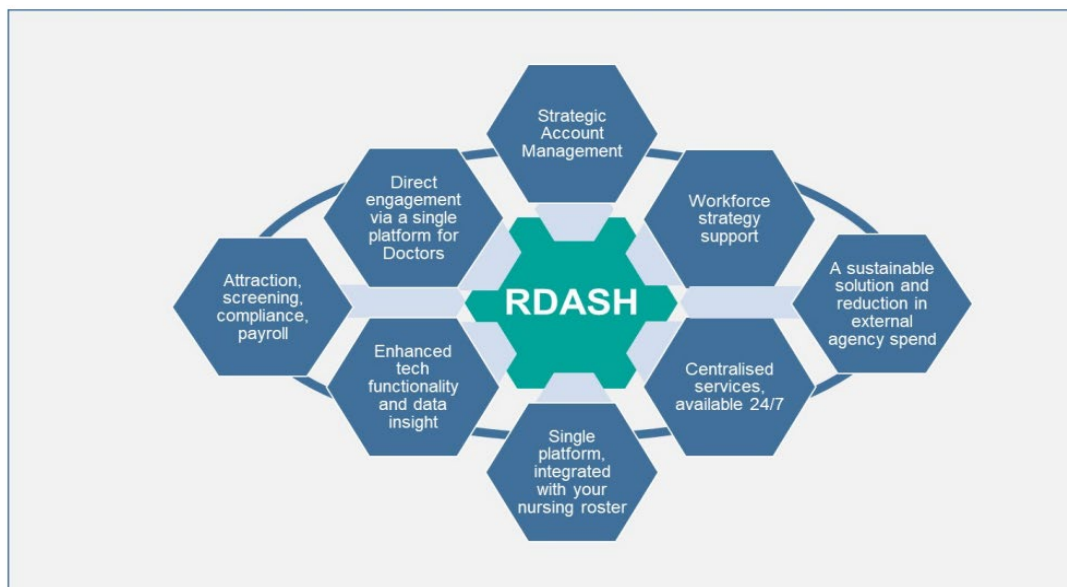 Strategic
Account
Management
Direct
engagement
via a single
platform for
Doctors
Workforce
strategy
support
Attraction,
screening,
compliance,
payroll
RDASH
A sustainable
solution and
reduction in
external
agency spend
Enhanced
tech
functionality
and data
insight
Centralised
services,
available 24/7
Single
platform,
integrated
with your
nursing roster